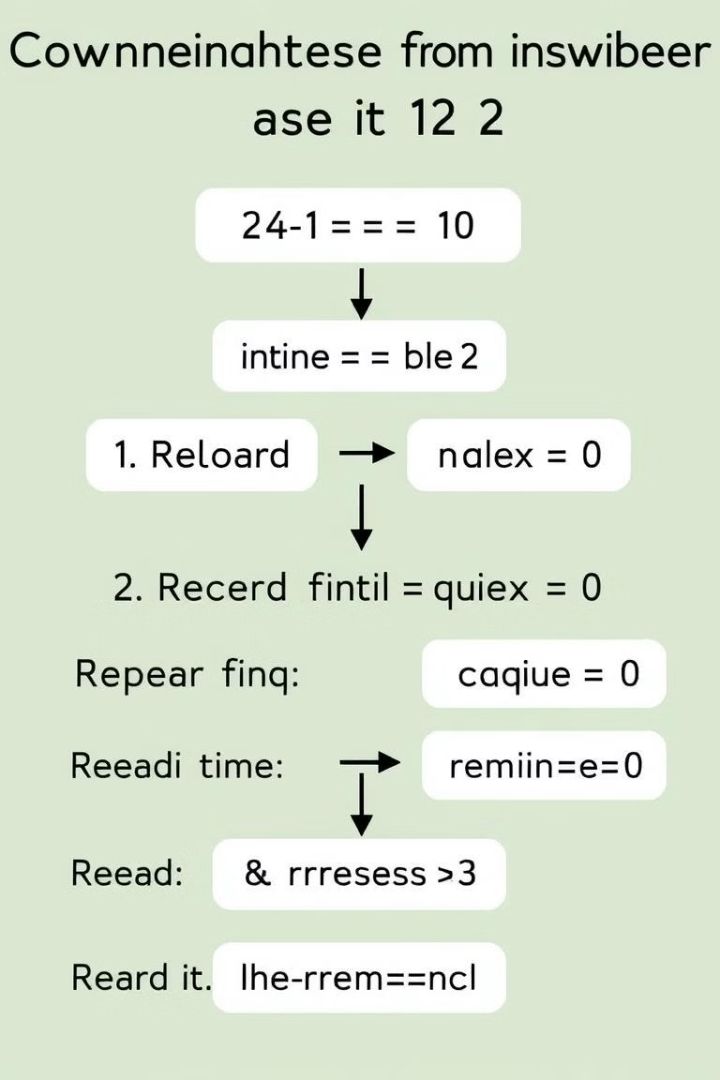 Cownneinahtese from inswibeer
ase it 12 2
24-1 = = = 10
intine = = ble 2
1. Reloard → nalex = 0
2. Recerd fintil = quiex = 0
Repear finq: caqiue = 0
Reeadi time: → remiin=e=0
Reead: & rrresess >3
Reard it. lhe-rrem==ncl